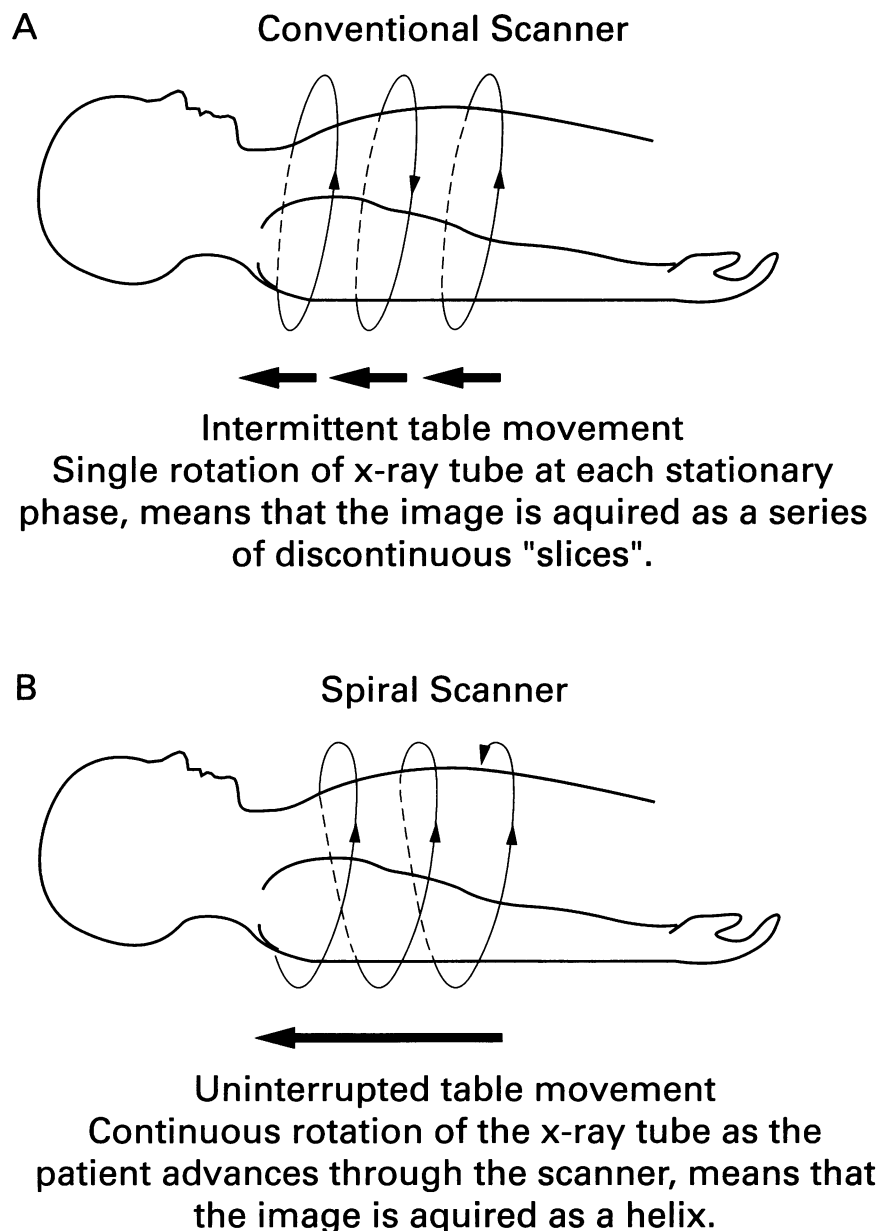 A
Conventional Scanner
Intermittent table movement
Single rotation of x-ray tube at each stationary
phase, means that the image is aquired as a series
of discontinuous "slices".
B
Spiral Scanner
Uninterrupted table movement
Continuous rotation of the x-ray tube as the
patient advances through the scanner, means that
the image is aquired as a helix.